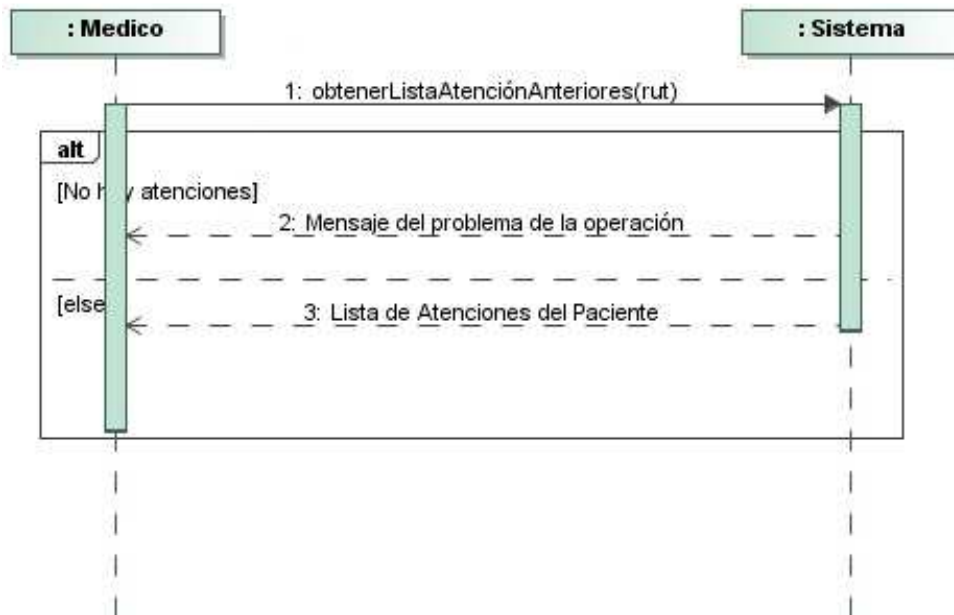 : Medico
: Sistema
1: obtenerListaAtenciónAnteriores(rut)
alt
[No h y atenciones]
2: Mensaje del problema de la operación
[else
3: Lista de Atenciones del Paciente